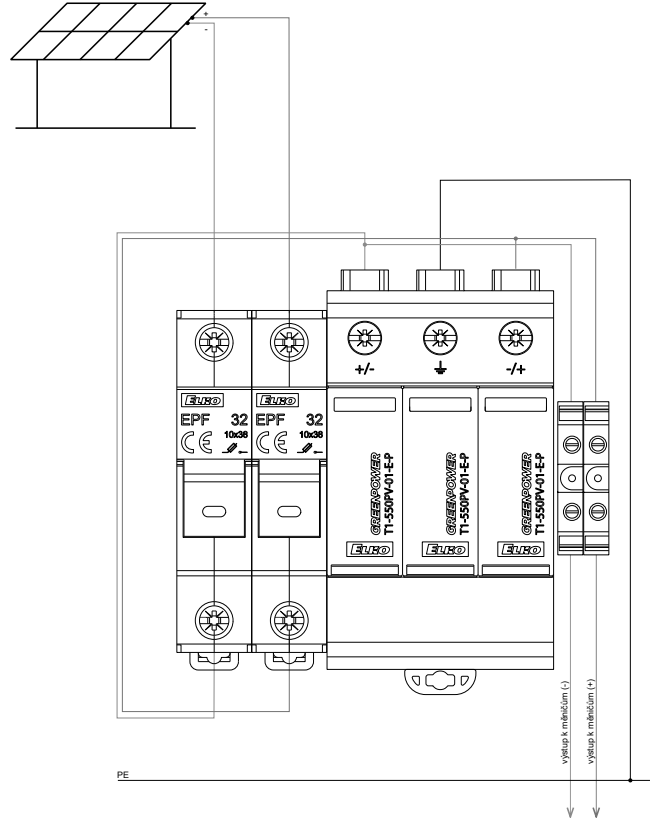 +
-
+/-
-/+
ELKO
EPF 32
10x38
CE
ELKO
EPF 32
10x38
CE
GREENPOWER
T1-550PV-01-E-P
ELKO
GREENPOWER
T1-550PV-01-E-P
ELKO
GREENPOWER
T1-550PV-01-E-P
ELKO
výstup k měničům (-)
výstup k měničům (+)
PE